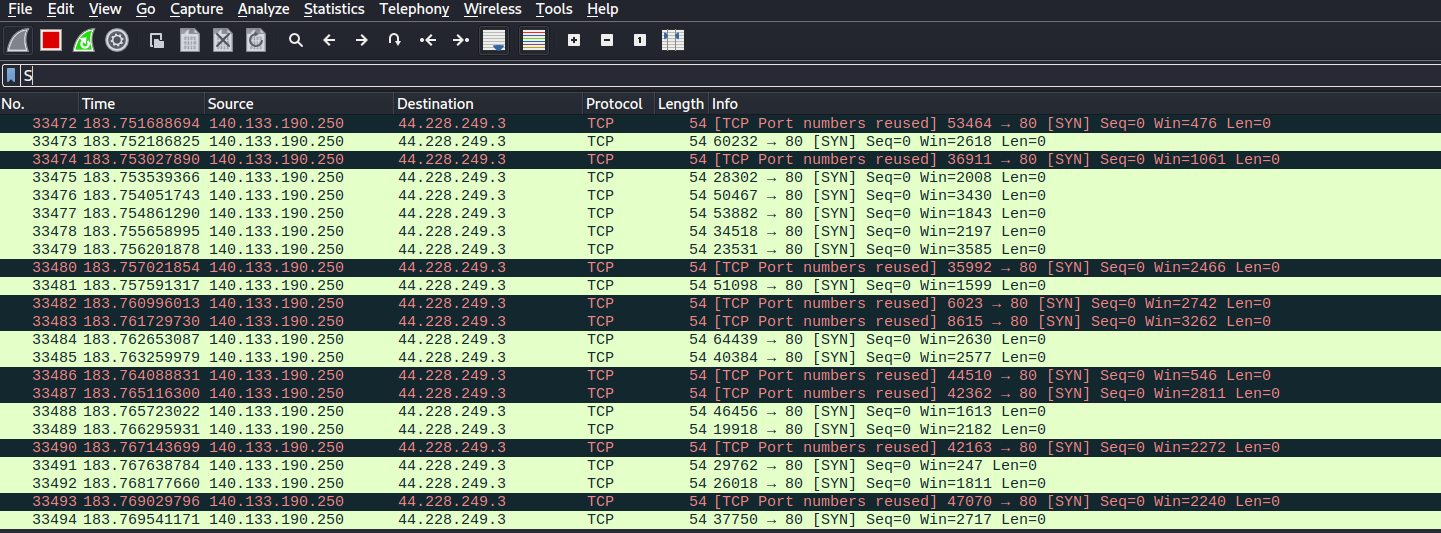 File Edit View Go Capture Analyze Statistics Telephony Wireless Tools Help
S
No. Time Source Destination Protocol Length Info
33472 183.751688694 140.133.190.250 44.228.249.3 TCP 54 [TCP Port numbers reused] 53464 → 80 [SYN] Seq=0 Win=476 Len=0
33473 183.752186825 140.133.190.250 44.228.249.3 TCP 54 60232 → 80 [SYN] Seq=0 Win=2618 Len=0
33474 183.753027890 140.133.190.250 44.228.249.3 TCP 54 [TCP Port numbers reused] 36911 → 80 [SYN] Seq=0 Win=1061 Len=0
33475 183.753539366 140.133.190.250 44.228.249.3 TCP 54 28302 → 80 [SYN] Seq=0 Win=2008 Len=0
33476 183.754051743 140.133.190.250 44.228.249.3 TCP 54 50467 → 80 [SYN] Seq=0 Win=3430 Len=0
33477 183.754861290 140.133.190.250 44.228.249.3 TCP 54 53882 → 80 [SYN] Seq=0 Win=1843 Len=0
33478 183.755658995 140.133.190.250 44.228.249.3 TCP 54 34518 → 80 [SYN] Seq=0 Win=2197 Len=0
33479 183.756201878 140.133.190.250 44.228.249.3 TCP 54 23531 → 80 [SYN] Seq=0 Win=3585 Len=0
33480 183.757021854 140.133.190.250 44.228.249.3 TCP 54 [TCP Port numbers reused] 35992 → 80 [SYN] Seq=0 Win=2466 Len=0
33481 183.757591317 140.133.190.250 44.228.249.3 TCP 54 51098 → 80 [SYN] Seq=0 Win=1599 Len=0
33482 183.760996013 140.133.190.250 44.228.249.3 TCP 54 [TCP Port numbers reused] 6023 → 80 [SYN] Seq=0 Win=2742 Len=0
33483 183.761729730 140.133.190.250 44.228.249.3 TCP 54 [TCP Port numbers reused] 8615 → 80 [SYN] Seq=0 Win=3262 Len=0
33484 183.762653087 140.133.190.250 44.228.249.3 TCP 54 64439 → 80 [SYN] Seq=0 Win=2630 Len=0
33485 183.763259979 140.133.190.250 44.228.249.3 TCP 54 40384 → 80 [SYN] Seq=0 Win=2577 Len=0
33486 183.764088831 140.133.190.250 44.228.249.3 TCP 54 [TCP Port numbers reused] 44510 → 80 [SYN] Seq=0 Win=546 Len=0
33487 183.765116300 140.133.190.250 44.228.249.3 TCP 54 [TCP Port numbers reused] 42362 → 80 [SYN] Seq=0 Win=2811 Len=0
33488 183.765723022 140.133.190.250 44.228.249.3 TCP 54 46456 → 80 [SYN] Seq=0 Win=1613 Len=0
33489 183.766295931 140.133.190.250 44.228.249.3 TCP 54 19918 → 80 [SYN] Seq=0 Win=2182 Len=0
33490 183.767143699 140.133.190.250 44.228.249.3 TCP 54 [TCP Port numbers reused] 42163 → 80 [SYN] Seq=0 Win=2272 Len=0
33491 183.767638784 140.133.190.250 44.228.249.3 TCP 54 29762 → 80 [SYN] Seq=0 Win=247 Len=0
33492 183.768177660 140.133.190.250 44.228.249.3 TCP 54 26018 → 80 [SYN] Seq=0 Win=1811 Len=0
33493 183.769029796 140.133.190.250 44.228.249.3 TCP 54 [TCP Port numbers reused] 47070 → 80 [SYN] Seq=0 Win=2240 Len=0
33494 183.769541171 140.133.190.250 44.228.249.3 TCP 54 37750 → 80 [SYN] Seq=0 Win=2717 Len=0